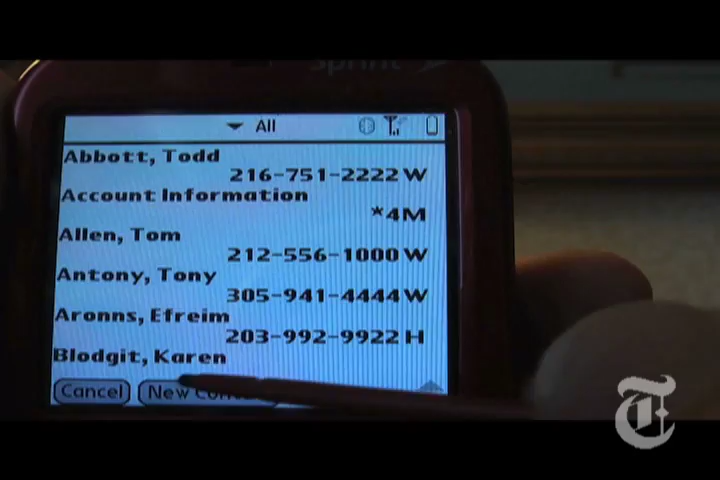 Sprint
All
Abbott, Todd
216-751-2222 W
Account Information
*4M
Allen, Tom
212-556-1000 W
Antony, Tony
305-941-4444 W
Aronns, Efreim
203-992-9922 H
Blodgit, Karen
Cancel New
T